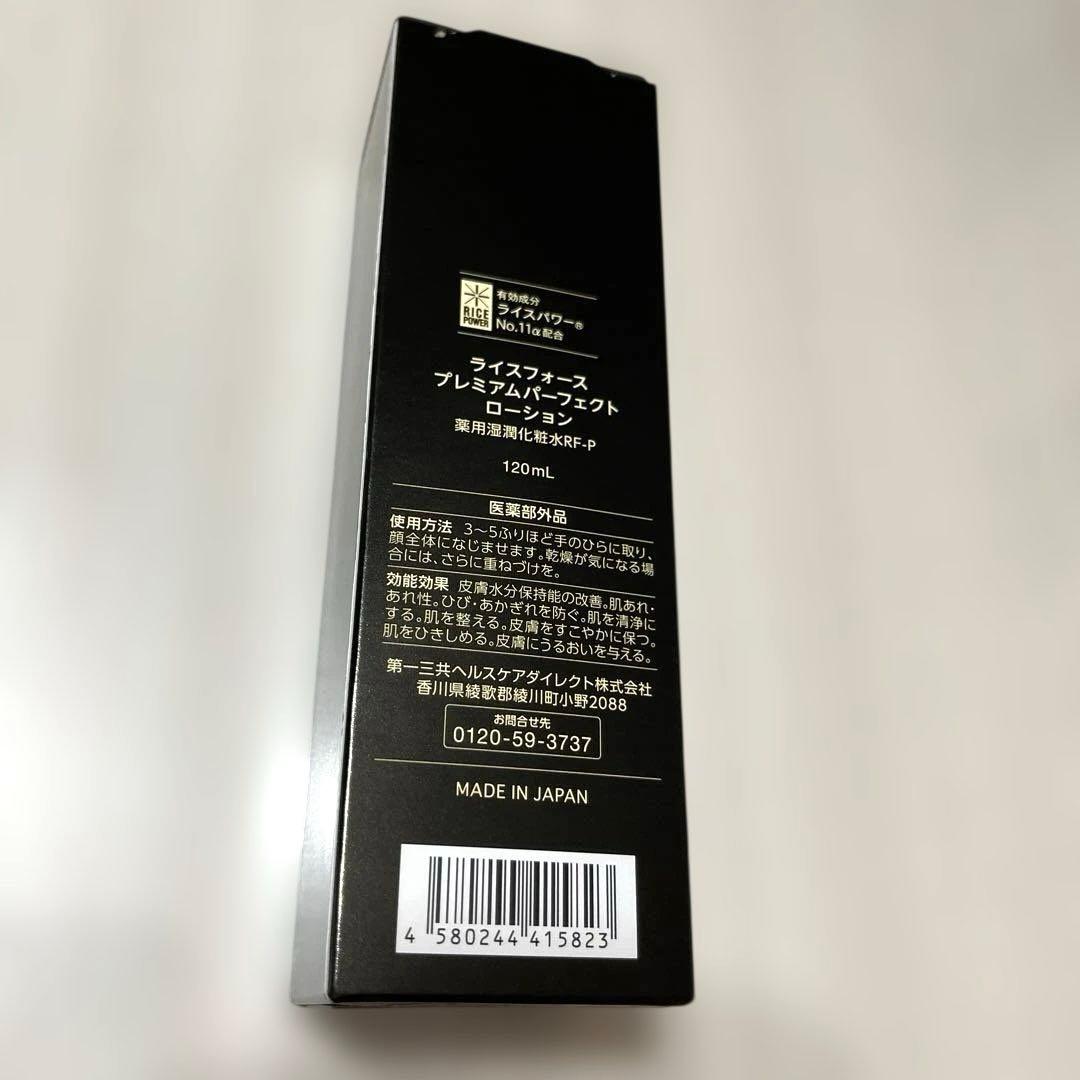 RICE
POWER
有効成分
ライスパワー®
No.11α配合
ライスフォース
プレミアムパーフェクト
ローション
薬用湿潤化粧水RF-P
120mL
医薬部外品
使用方法 3〜5ふりほど手のひらに取り、
顔全体になじませます。乾燥が気になる場
合には、さらに重ねづけを。
効能効果 皮膚水分保持能の改善。肌あれ・
あれ性。ひび・あかぎれを防ぐ。肌を清浄に
する。肌を整える。皮膚をすこやかに保つ。
肌をひきしめる。皮膚にうるおいを与える。
第一三共ヘルスケアダイレクト株式会社
香川県綾歌郡綾川町小野2088
お問合せ先
0120-59-3737
MADE IN JAPAN
4 580244 415823